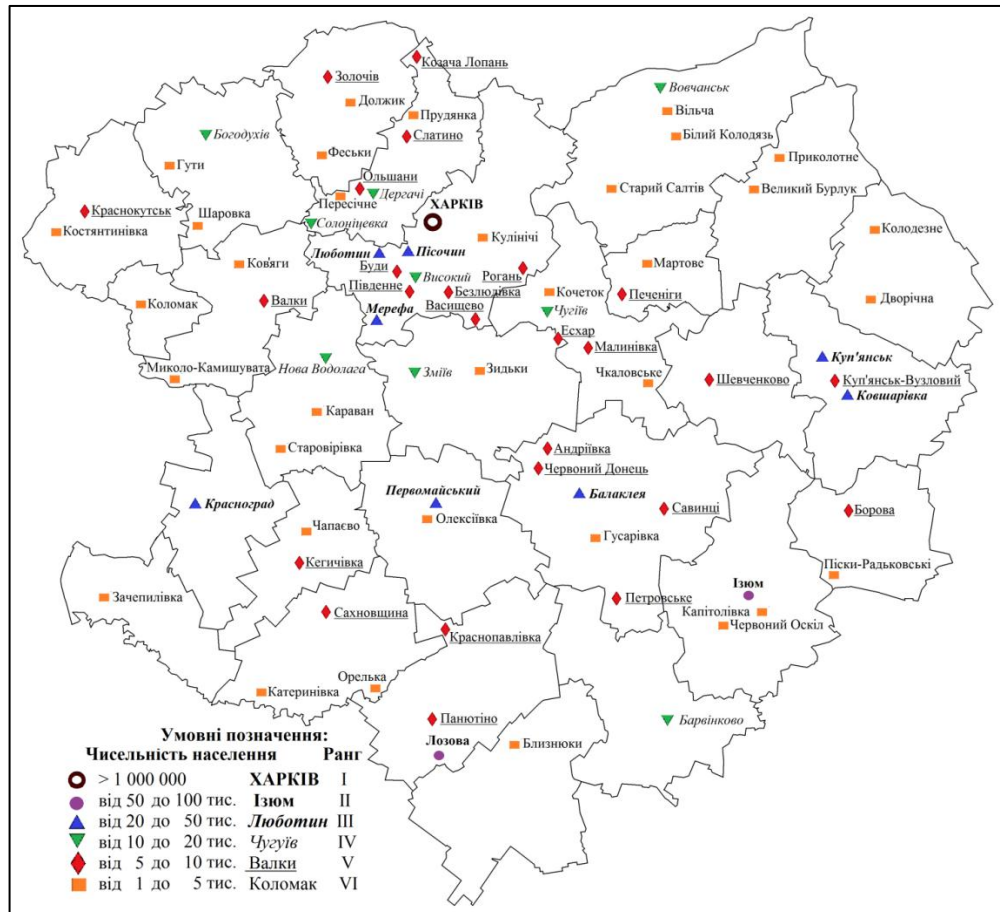 Козача Лопань
Золочів
Вовчанськ
Должик
Вільча
Прудянка
Богодухів
Слатино
Білий Колодязь
Феськи
Приколотне
Гути
Ольшани
Дергачі
Старий Салтів
Великий Бурлук
Пересічне
ХАРКІВ
Краснокутськ
Шаровка
Солоніцевка
Костянтинівка
Колодезне
Кулінічі
Люботин
Пісочин
Ков'яги
Буди
Високий
Рогань
Мартове
Південне
Безлюдівка
Кочеток
Печеніги
Коломак
Валки
Дворічна
Мерефа
Васищево
Чугіїв
Есхар
Малинівка
Куп'янськ
Миколо-Камишувата
Нова Водолага
Зміїв
Зидьки
Чкаловське
Шевченково
Куп'янськ-Вузловий
Ковшарівка
Караван
Старовірівка
Андріївка
Червоний Донець
Первомайський
Балаклея
Красноград
Савинці
Борова
Олексіївка
Чапаєво
Гусарівка
Кегичівка
Піски-Радьковські
Ізюм
Зачепилівка
Сахновщина
Петровське
Капітолівка
Червоний Оскіл
Краснопавлівка
Орелька
Катеринівка
Панютіно
Барвінково
Лозова
Близнюки
Умовні позначення:
Чисельність населення Ранг
> 1 000 000 ХАРКІВ I
від 50 до 100 тис. Ізюм II
від 20 до 50 тис. Люботин III
від 10 до 20 тис. Чугуїв IV
від 5 до 10 тис. Валки V
від 1 до 5 тис. Коломак VI